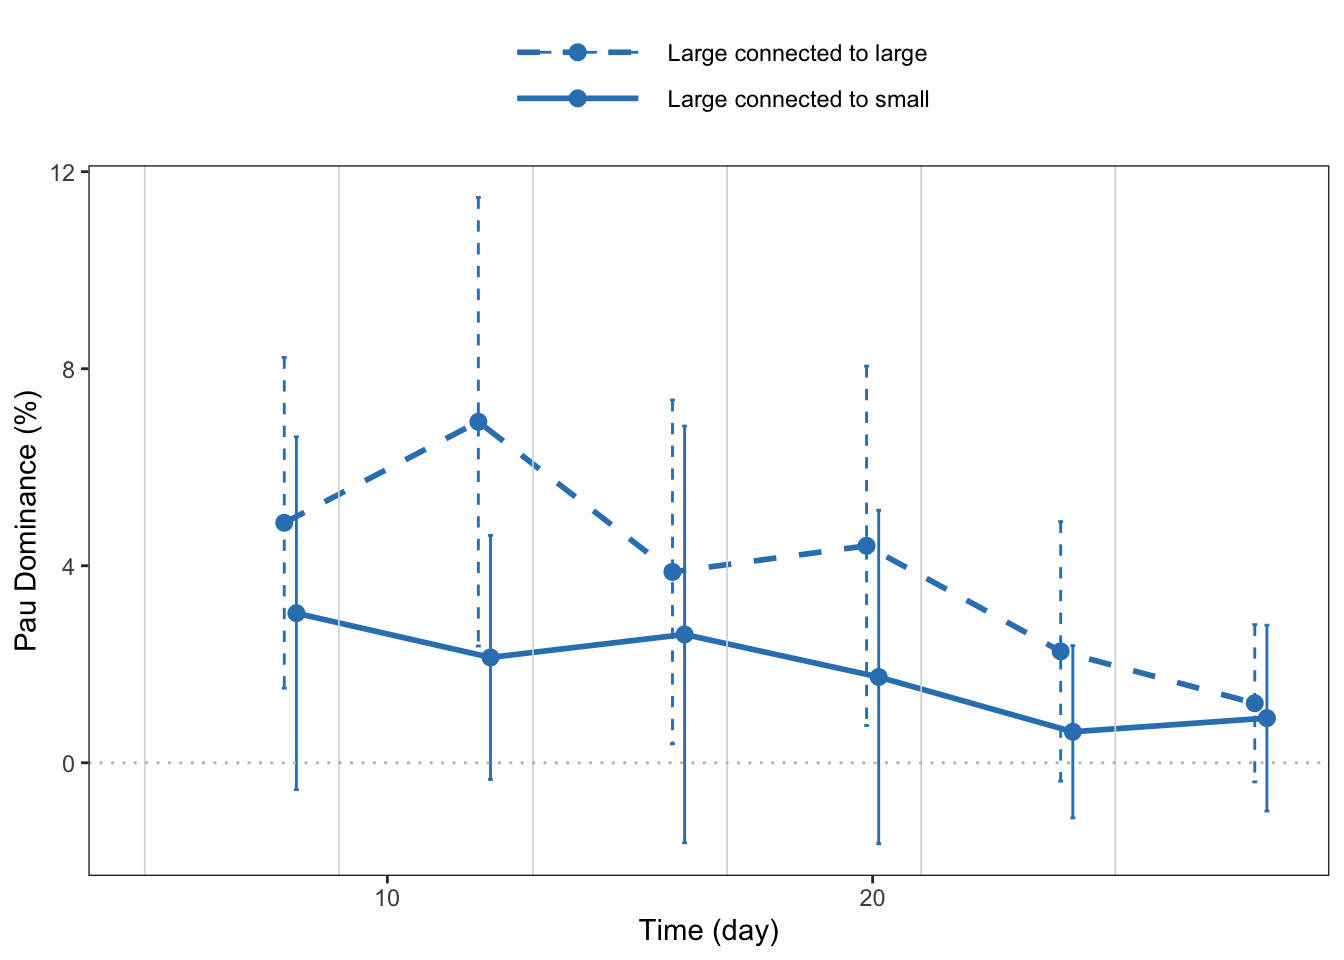 Large connected to large
Large connected to small
12
8
4
0
Pau Dominance (%)
10
20
Time (day)